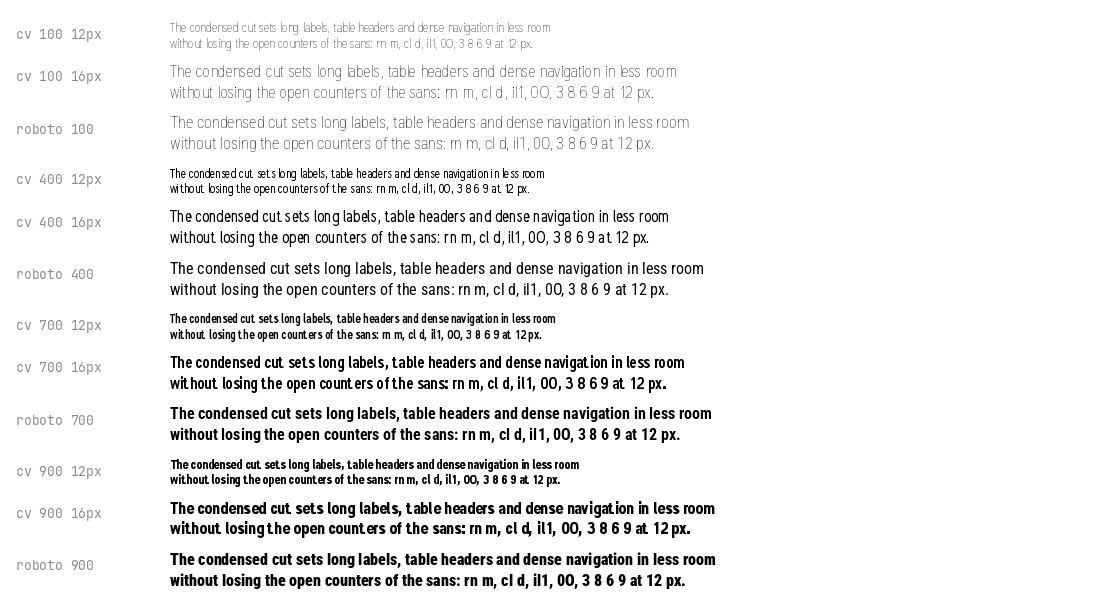 cv 100 12px
The condensed cut sets long labels, table headers and dense navigation in less room
without losing the open counters of the sans: rn m, cl d, il1, 0O, 3 8 6 9 at 12 px.
cv 100 16px
The condensed cut sets long labels, table headers and dense navigation in less room
without losing the open counters of the sans: rn m, cl d, il1, 0O, 3 8 6 9 at 12 px.
roboto 100
The condensed cut sets long labels, table headers and dense navigation in less room
without losing the open counters of the sans: rn m, cl d, il1, 0O, 3 8 6 9 at 12 px.
cv 400 12px
The condensed cut sets long labels, table headers and dense navigation in less room
without losing the open counters of the sans: rn m, cl d, il1, 0O, 3 8 6 9 at 12 px.
cv 400 16px
The condensed cut sets long labels, table headers and dense navigation in less room
without losing the open counters of the sans: rn m, cl d, il1, 0O, 3 8 6 9 at 12 px.
roboto 400
The condensed cut sets long labels, table headers and dense navigation in less room
without losing the open counters of the sans: rn m, cl d, il1, 0O, 3 8 6 9 at 12 px.
cv 700 12px
The condensed cut sets long labels, table headers and dense navigation in less room
without losing the open counters of the sans: rn m, cl d, il1, 0O, 3 8 6 9 at 12 px.
cv 700 16px
The condensed cut sets long labels, table headers and dense navigation in less room
without losing the open counters of the sans: rn m, cl d, il1, 0O, 3 8 6 9 at 12 px.
roboto 700
The condensed cut sets long labels, table headers and dense navigation in less room
without losing the open counters of the sans: rn m, cl d, il1, 0O, 3 8 6 9 at 12 px.
cv 900 12px
The condensed cut sets long labels, table headers and dense navigation in less room
without losing the open counters of the sans: rn m, cl d, il1, 0O, 3 8 6 9 at 12 px.
cv 900 16px
The condensed cut sets long labels, table headers and dense navigation in less room
without losing the open counters of the sans: rn m, cl d, il1, 0O, 3 8 6 9 at 12 px.
roboto 900
The condensed cut sets long labels, table headers and dense navigation in less room
without losing the open counters of the sans: rn m, cl d, il1, 0O, 3 8 6 9 at 12 px.